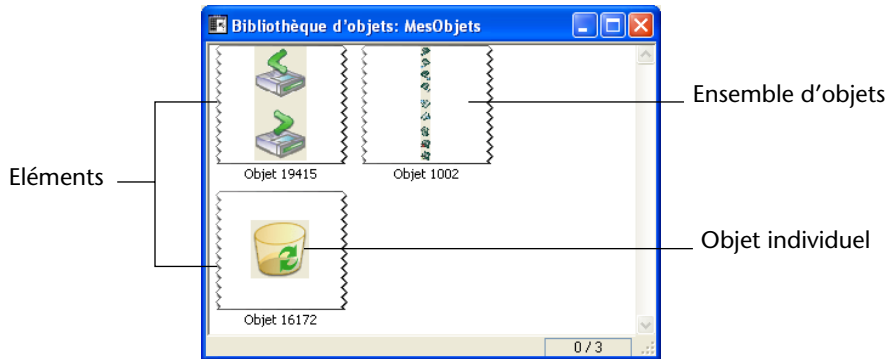 Bibliothèque d'objets: MesObjets
Ensemble d'objets
Eléments
Objet 19415
Objet 1002
Objet individuel
Objet 16172
0 / 3